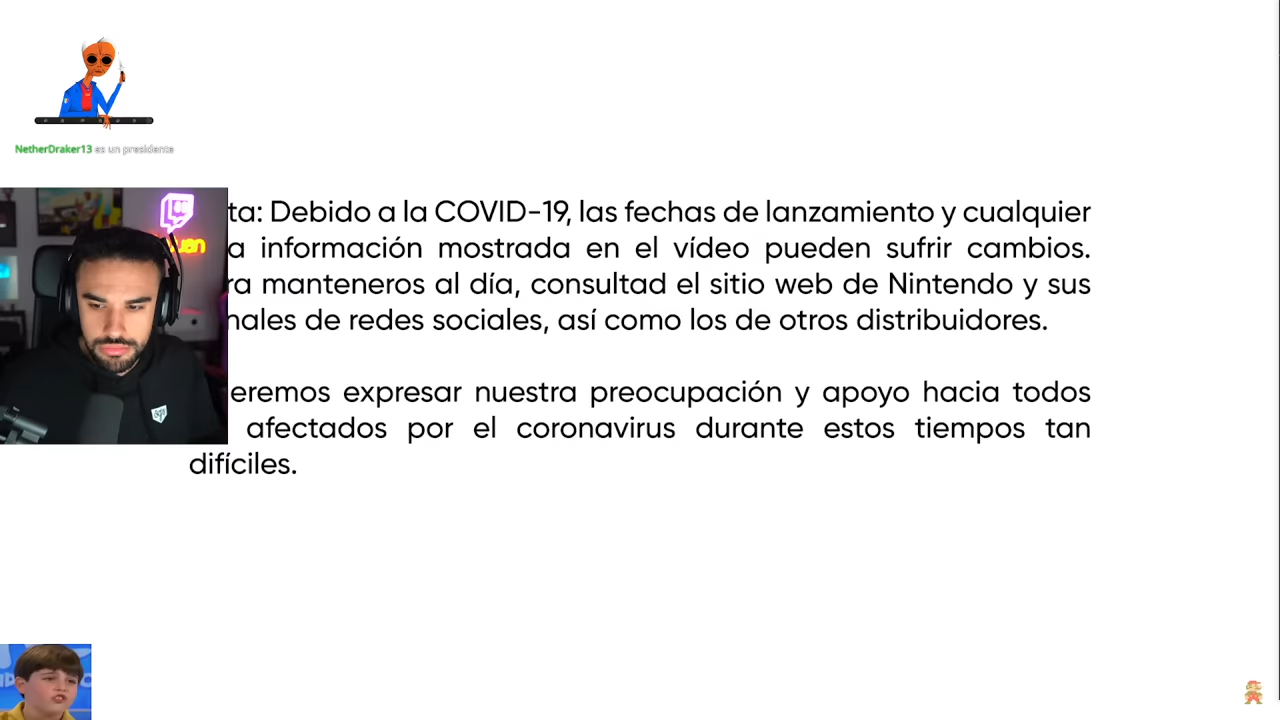 NetherDraker13 es un presidente
ta: Debido a la COVID-19, las fechas de lanzamiento y cualquier
a información mostrada en el vídeo pueden sufrir cambios.
ra manteneros al día, consultad el sitio web de Nintendo y sus
nales de redes sociales, así como los de otros distribuidores.
eremos expresar nuestra preocupación y apoyo hacia todos
afectados por el coronavirus durante estos tiempos tan
difíciles.